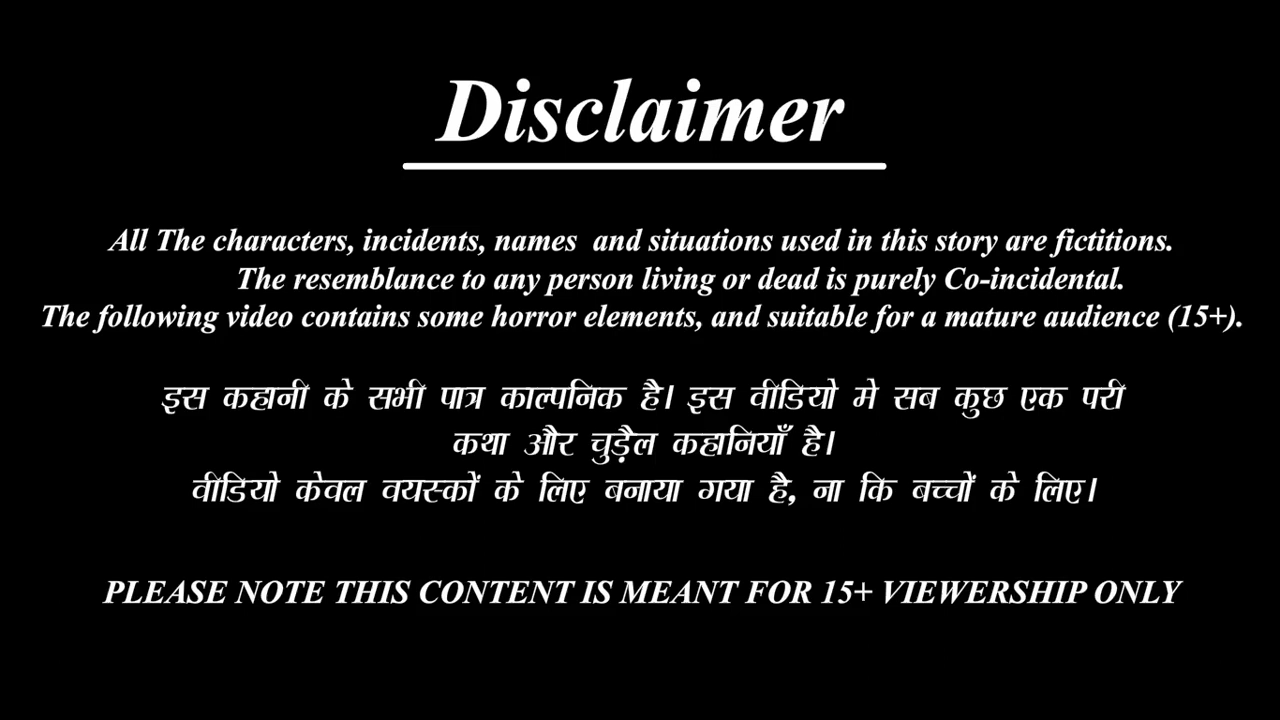 Disclaimer
All The characters, incidents, names and situations used in this story are fictitions.
The resemblance to any person living or dead is purely Co-incidental.
The following video contains some horror elements, and suitable for a mature audience (15+).
इस कहानी के सभी पात्र काल्पनिक है। इस वीडियो मे सब कुछ एक परी
कथा और चुड़ैल कहानियाँ है।
वीडियो केवल वयस्कों के लिए बनाया गया है, ना कि बच्चों के लिए।
PLEASE NOTE THIS CONTENT IS MEANT FOR 15+ VIEWERSHIP ONLY